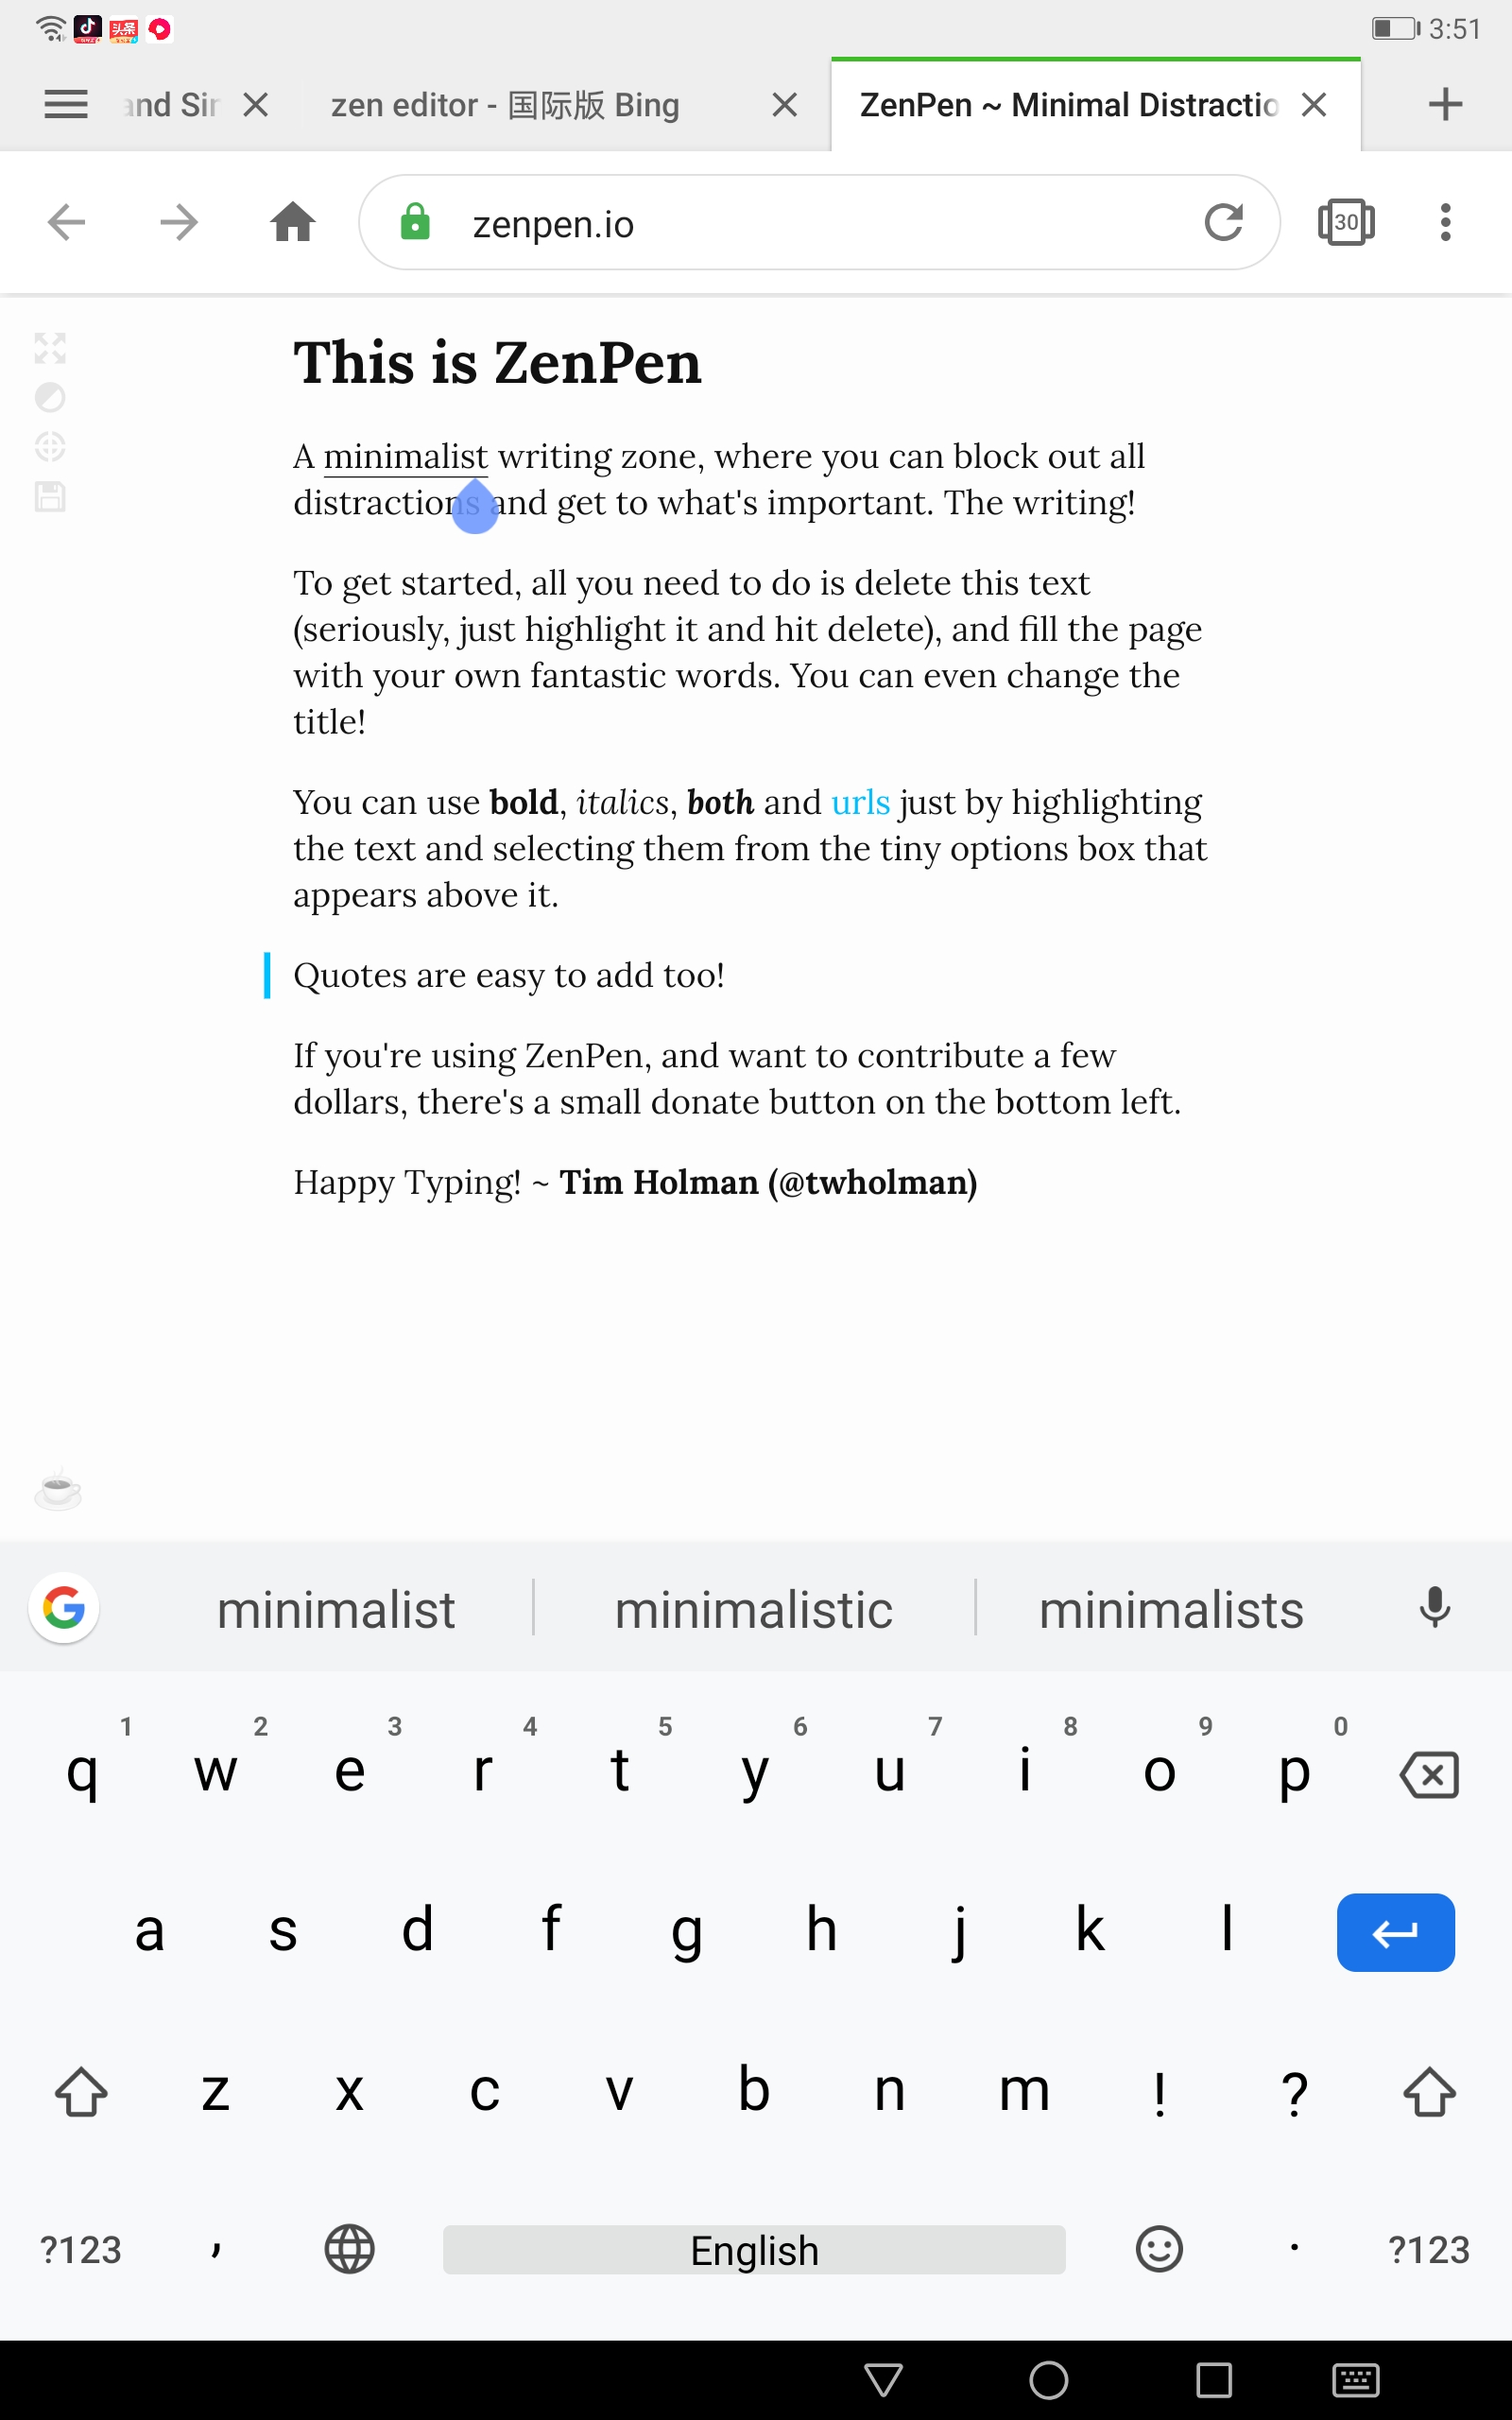 3:51
and Sin
zen editor - 国际版 Bing
ZenPen ~ Minimal Distractio
zenpen.io
30
This is ZenPen
A minimalist writing zone, where you can block out all
distractions and get to what's important. The writing!
To get started, all you need to do is delete this text
(seriously, just highlight it and hit delete), and fill the page
with your own fantastic words. You can even change the
title!
You can use bold, italics, both and urls just by highlighting
the text and selecting them from the tiny options box that
appears above it.
Quotes are easy to add too!
If you're using ZenPen, and want to contribute a few
dollars, there's a small donate button on the bottom left.
Happy Typing! ~ Tim Holman (@twholman)
minimalist minimalistic minimalists
1 2 3 4 5 6 7 8 9 0
q w e r t y u i o p
a s d f g h j k l
z x c v b n m ! ?
?123 , English . ?123